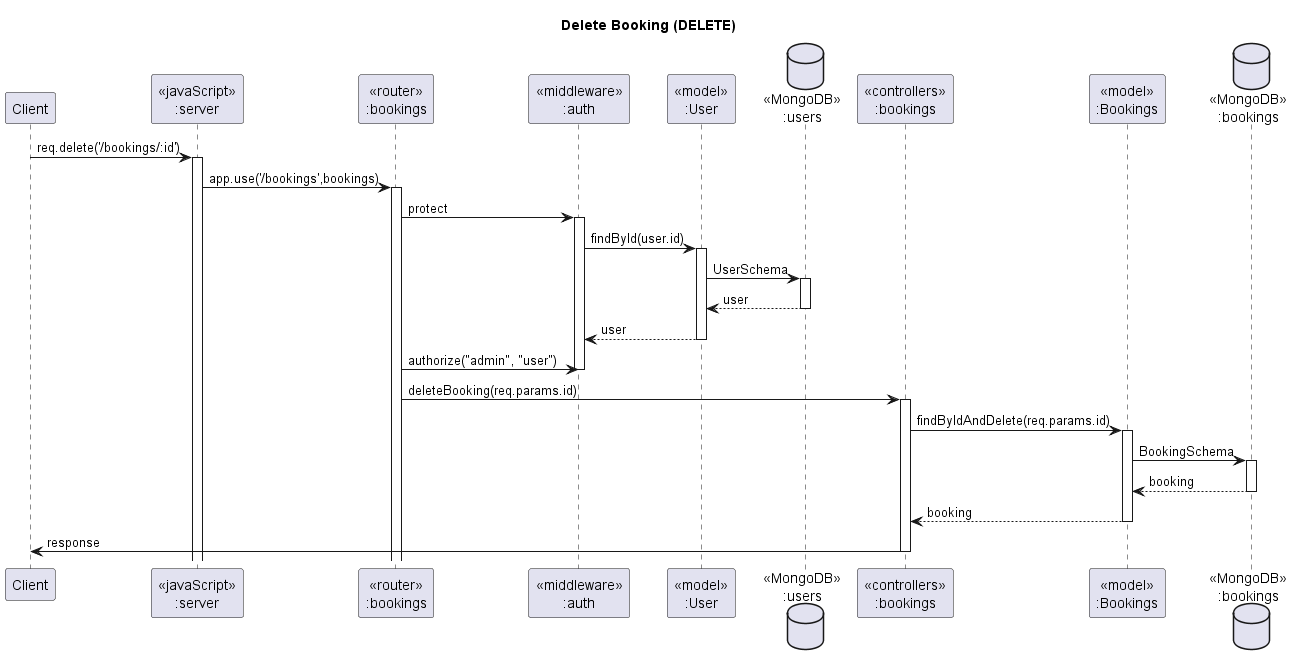 Delete Booking (DELETE)
Client
«javaScript»
:server
«router»
:bookings
«middleware»
:auth
«model»
:User
«MongoDB»
:users
«controllers»
:bookings
«model»
:Bookings
«MongoDB»
:bookings
req.delete('/bookings/:id')
app.use('/bookings',bookings)
protect
findById(user.id)
UserSchema
user
user
authorize("admin", "user")
deleteBooking(req.params.id)
findByIdAndDelete(req.params.id)
BookingSchema
booking
booking
response
Client
«javaScript»
:server
«router»
:bookings
«middleware»
:auth
«model»
:User
«MongoDB»
:users
«controllers»
:bookings
«model»
:Bookings
«MongoDB»
:bookings